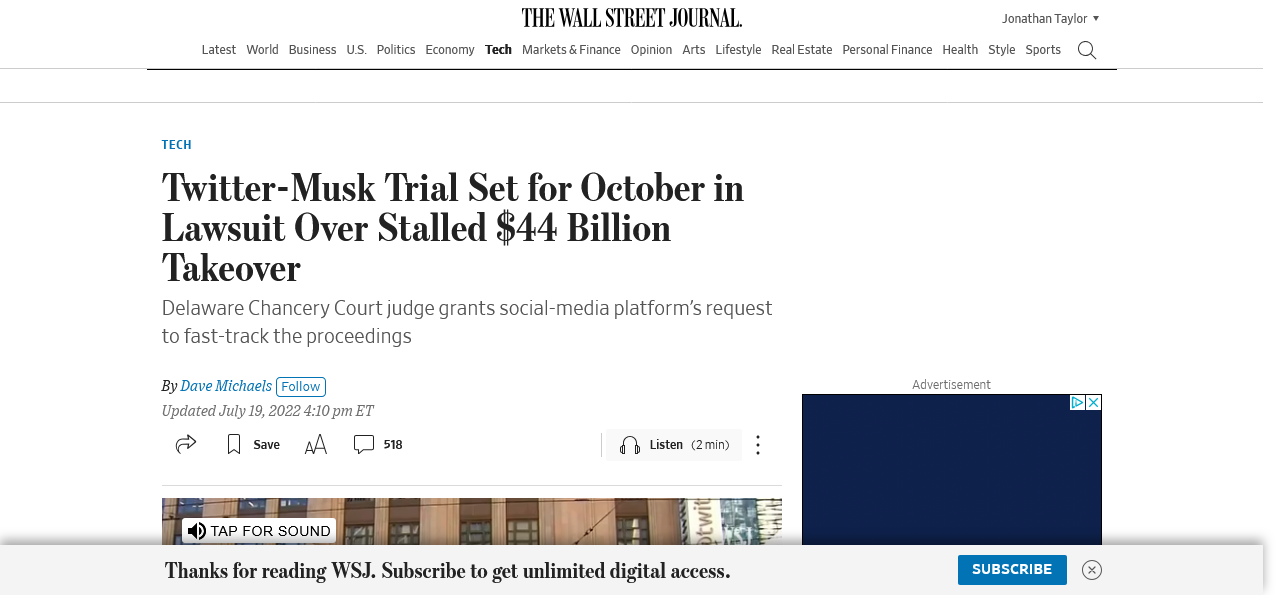 THE WALL STREET JOURNAL.
Jonathan Taylor
Latest World Business U.S. Politics Economy Tech Markets & Finance Opinion Arts Lifestyle Real Estate Personal Finance Health Style Sports
TECH
Twitter-Musk Trial Set for October in
Lawsuit Over Stalled $44 Billion
Takeover
Delaware Chancery Court judge grants social-media platform’s request
to fast-track the proceedings
By Dave Michaels Follow
Updated July 19, 2022 4:10 pm ET
Save AA 518 Listen (2 min)
Advertisement
TAP FOR SOUND
Thanks for reading WSJ. Subscribe to get unlimited digital access.
SUBSCRIBE